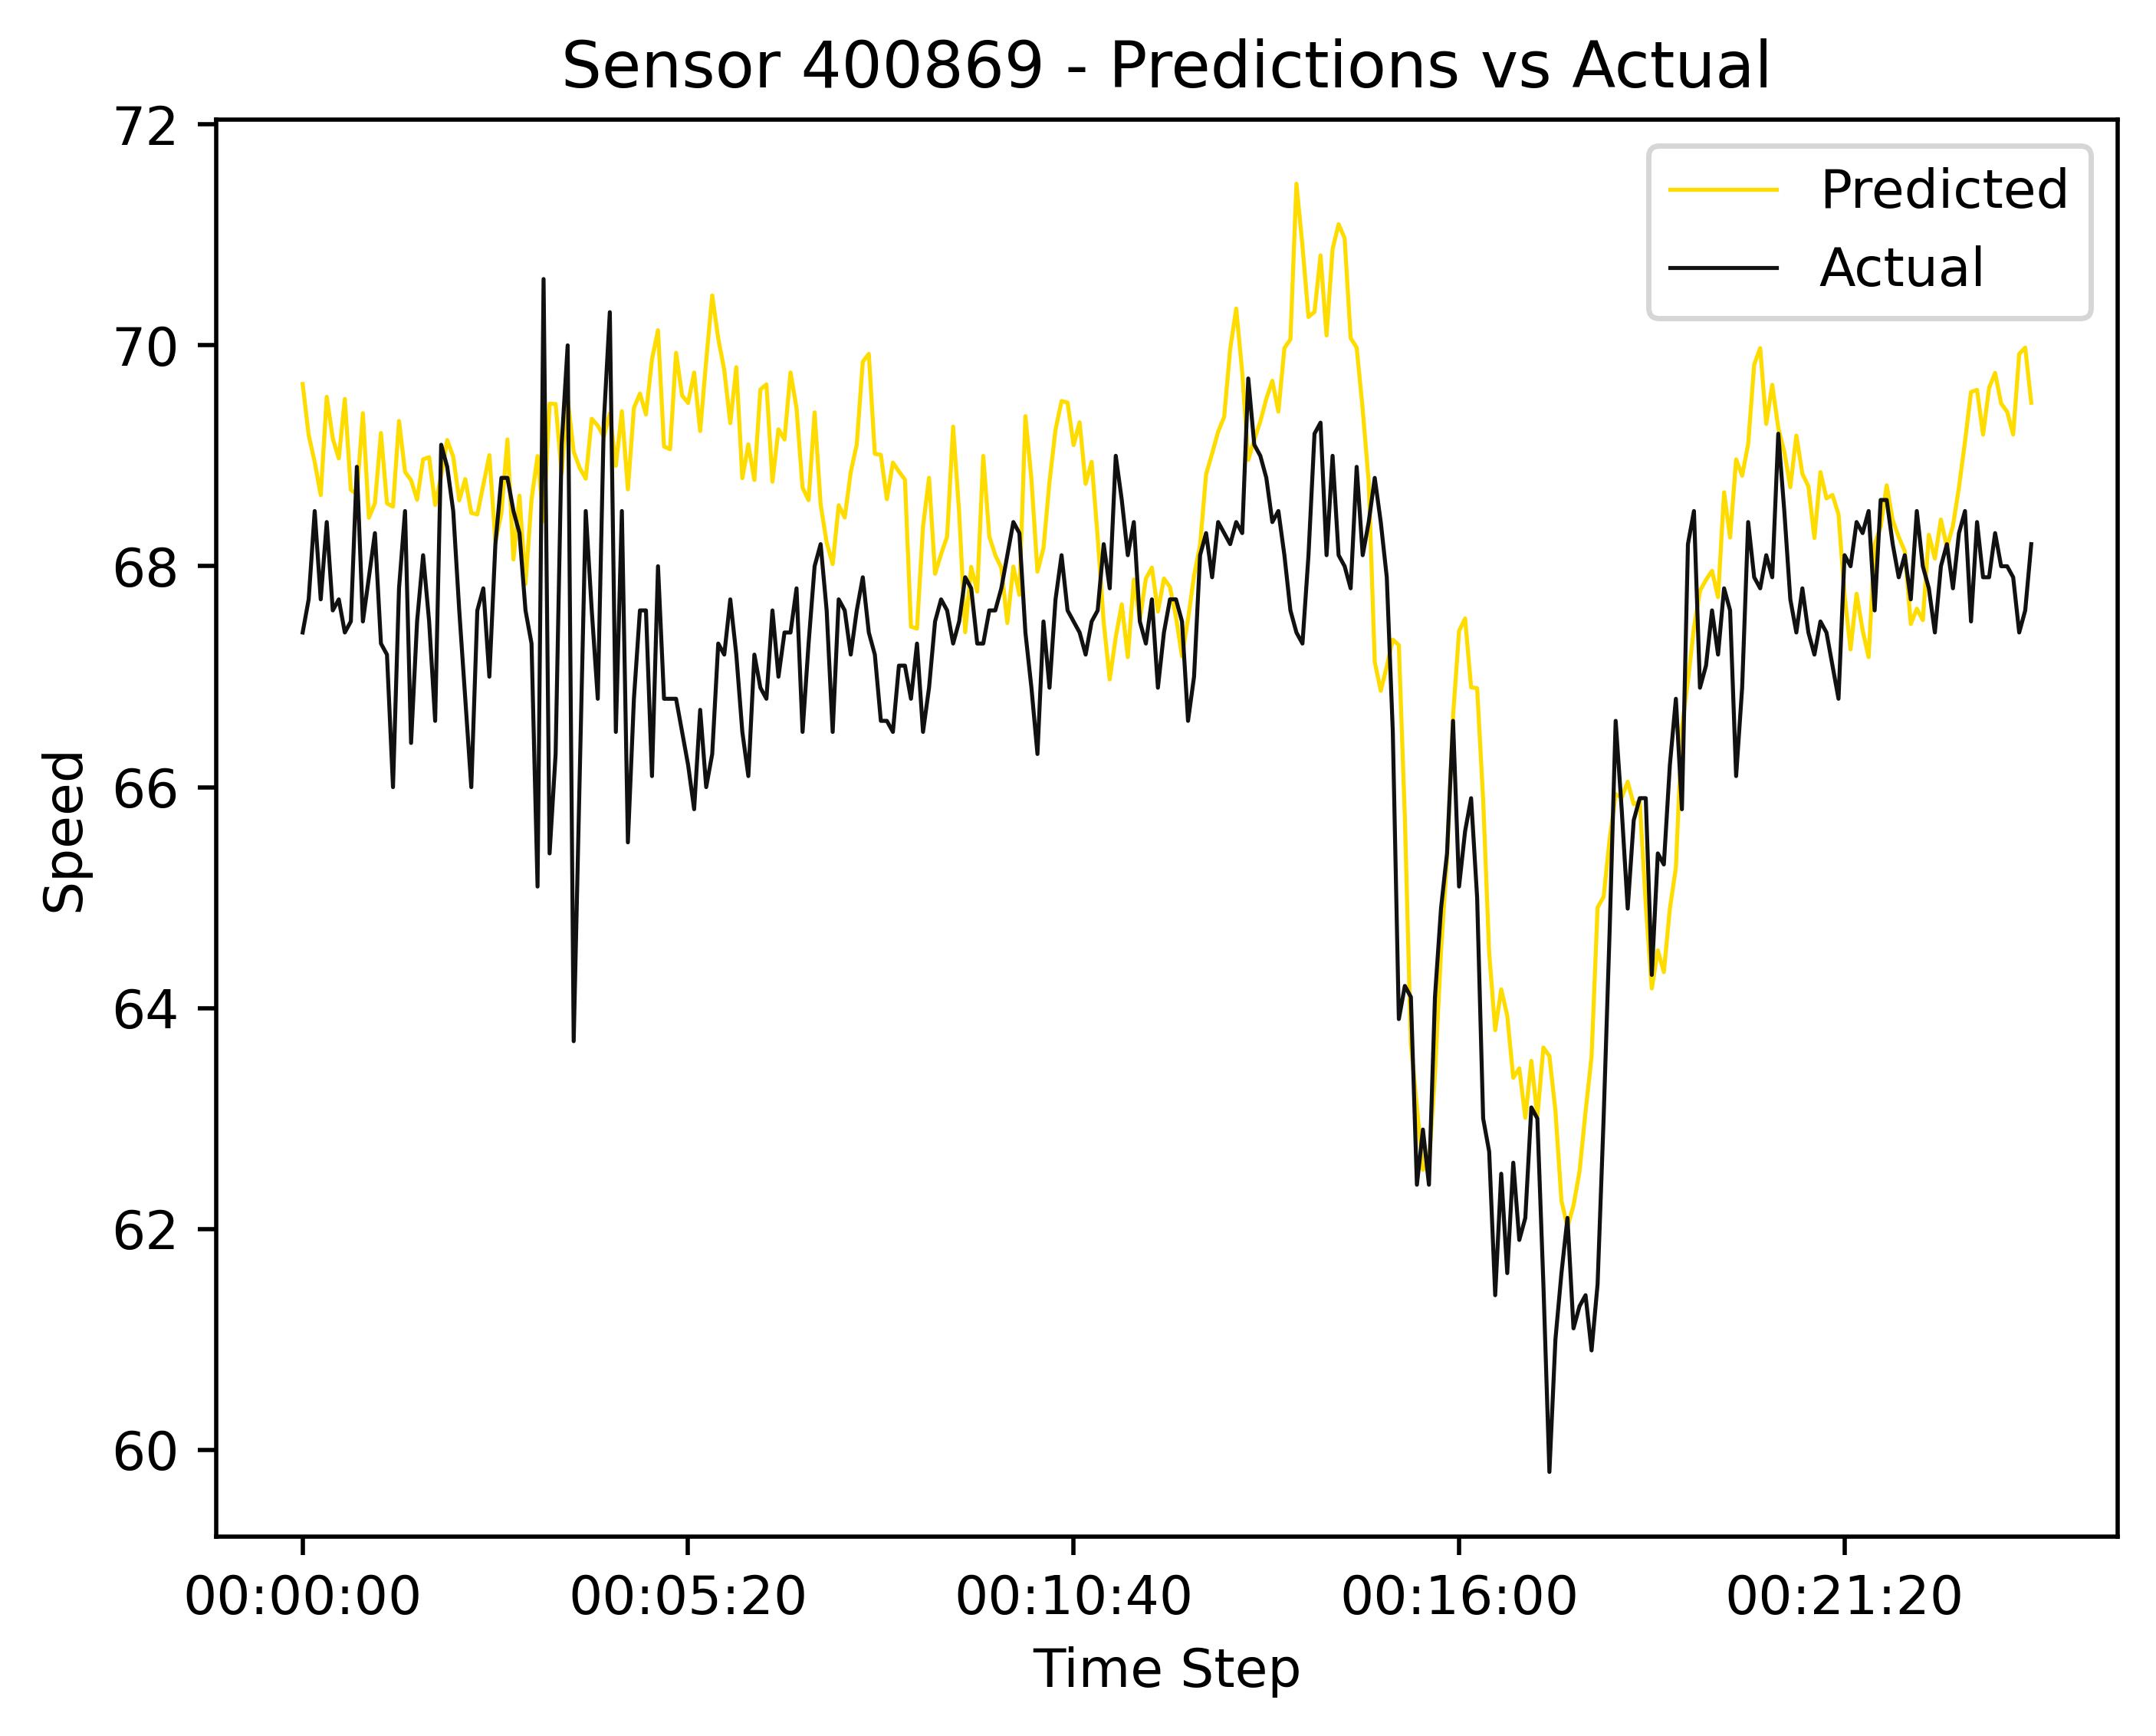 Sensor 400869 - Predictions vs Actual
72
70
68
66
64
62
60
Speed
Predicted
Actual
00:00:00
00:05:20
00:10:40
00:16:00
00:21:20
Time Step